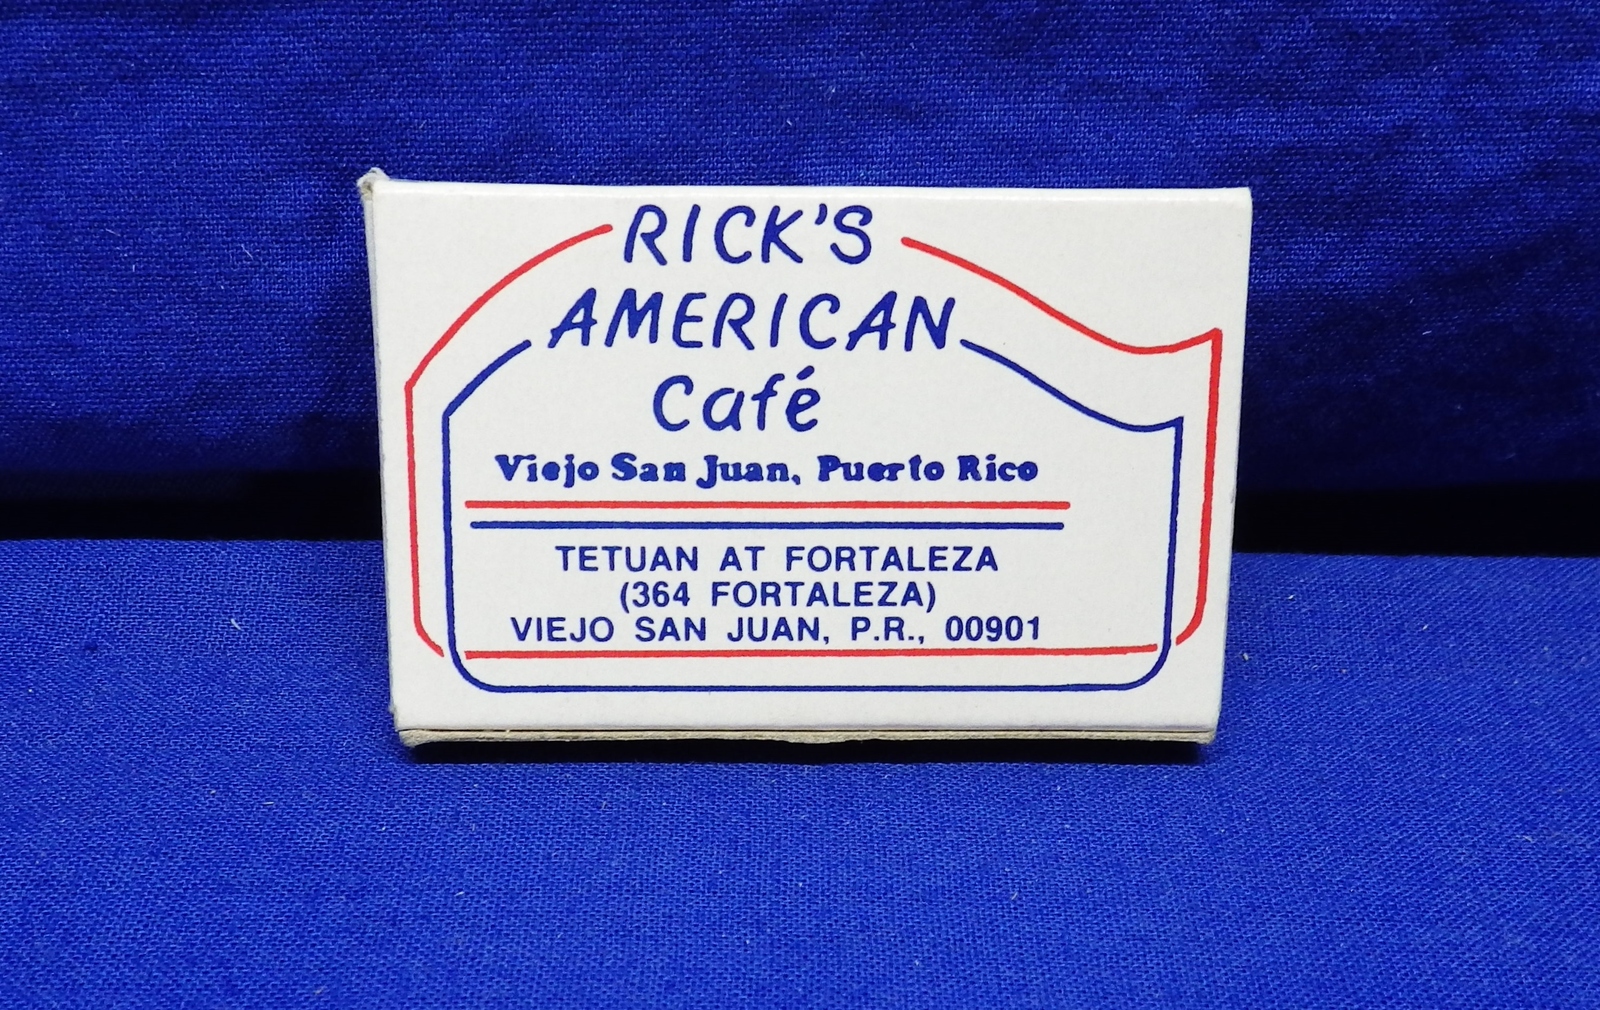 RICK'S
AMERICAN
Café
Viejo San Juan, Puerto Rico
TETUAN AT FORTALEZA
(364 FORTALEZA)
VIEJO SAN JUAN, P.R., 00901